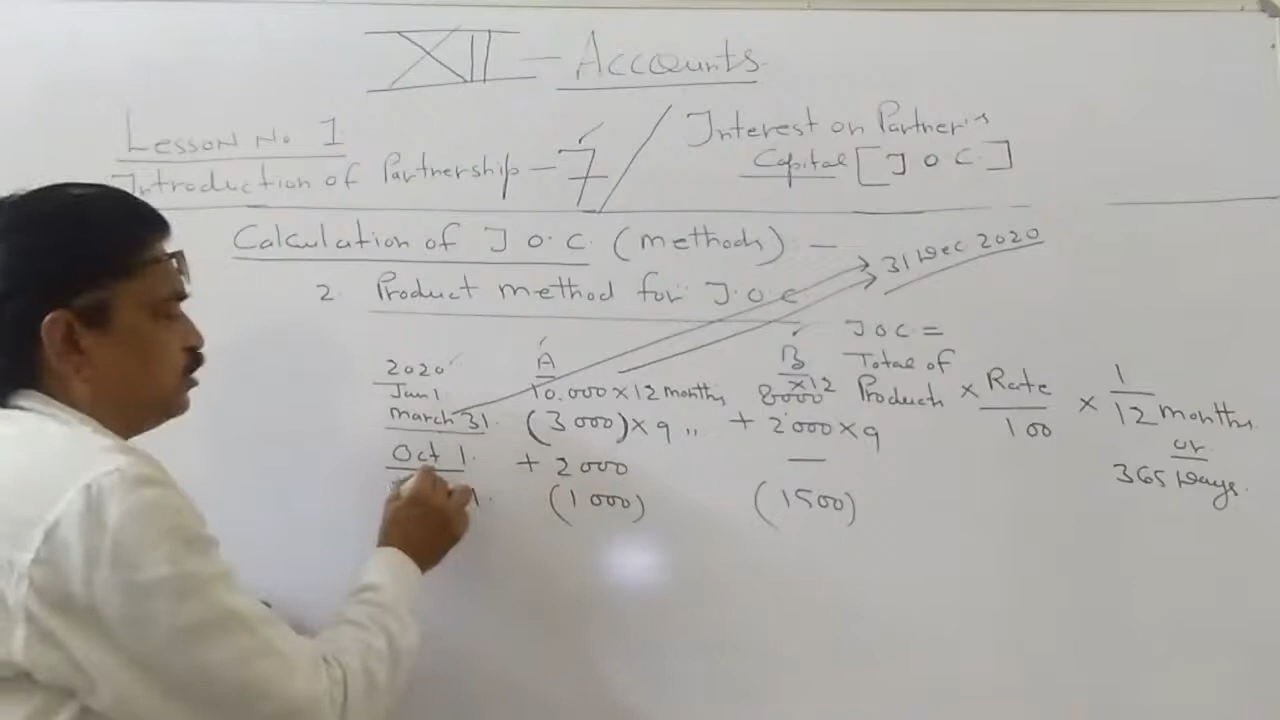 XII - Accounts
Lesson No 1
Introduction of Partnership - 7
Interest on Partner's
Capital [I O C.]
Calculation of I O. C. (methods) -
31 Dec 2020
2. Product method for I.O.C
I O C =
2020 A B Total of
Jan 1 10.000 x 12 months 8000 x 12 Product x Rate / 100 x 1 / 12 months
or
365 Days.
March 31. (3000) x 9 ,, + 2000 x 9
Oct 1. + 2000 —
1. (1000) (1500)